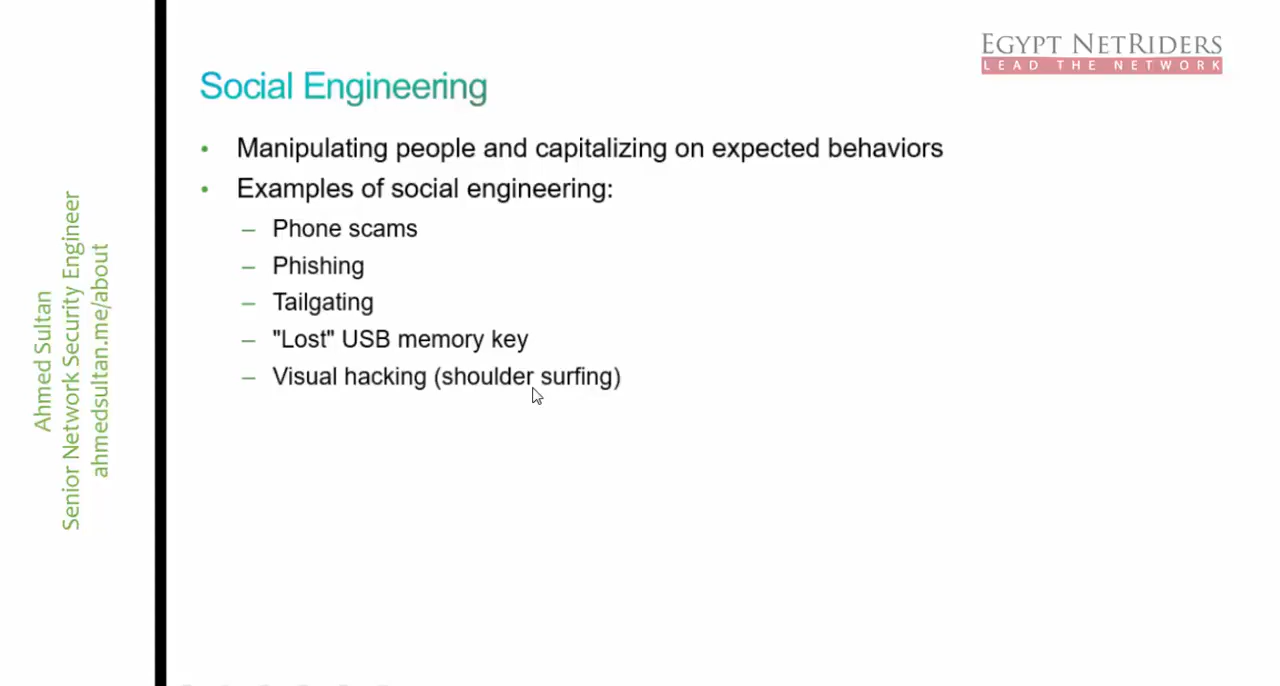 EGYPT NETRIDERS
LEAD THE NETWORK
Social Engineering
• Manipulating people and capitalizing on expected behaviors
• Examples of social engineering:
– Phone scams
– Phishing
– Tailgating
– "Lost" USB memory key
– Visual hacking (shoulder surfing)
Ahmed Sultan
Senior Network Security Engineer
ahmedsultan.me/about